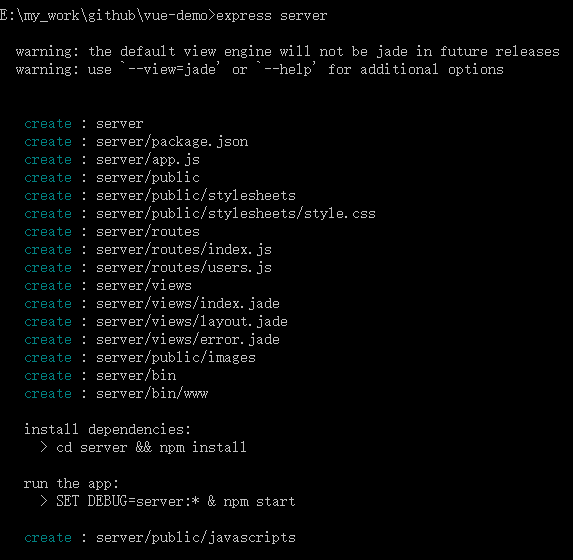 E:\my_work\github\vue-demo>express server
warning: the default view engine will not be jade in future releases
warning: use `--view=jade' or `--help' for additional options
create : server
create : server/package.json
create : server/app.js
create : server/public
create : server/public/stylesheets
create : server/public/stylesheets/style.css
create : server/routes
create : server/routes/index.js
create : server/routes/users.js
create : server/views
create : server/views/index.jade
create : server/views/layout.jade
create : server/views/error.jade
create : server/public/images
create : server/bin
create : server/bin/www
install dependencies:
> cd server && npm install
run the app:
> SET DEBUG=server:* & npm start
create : server/public/javascripts